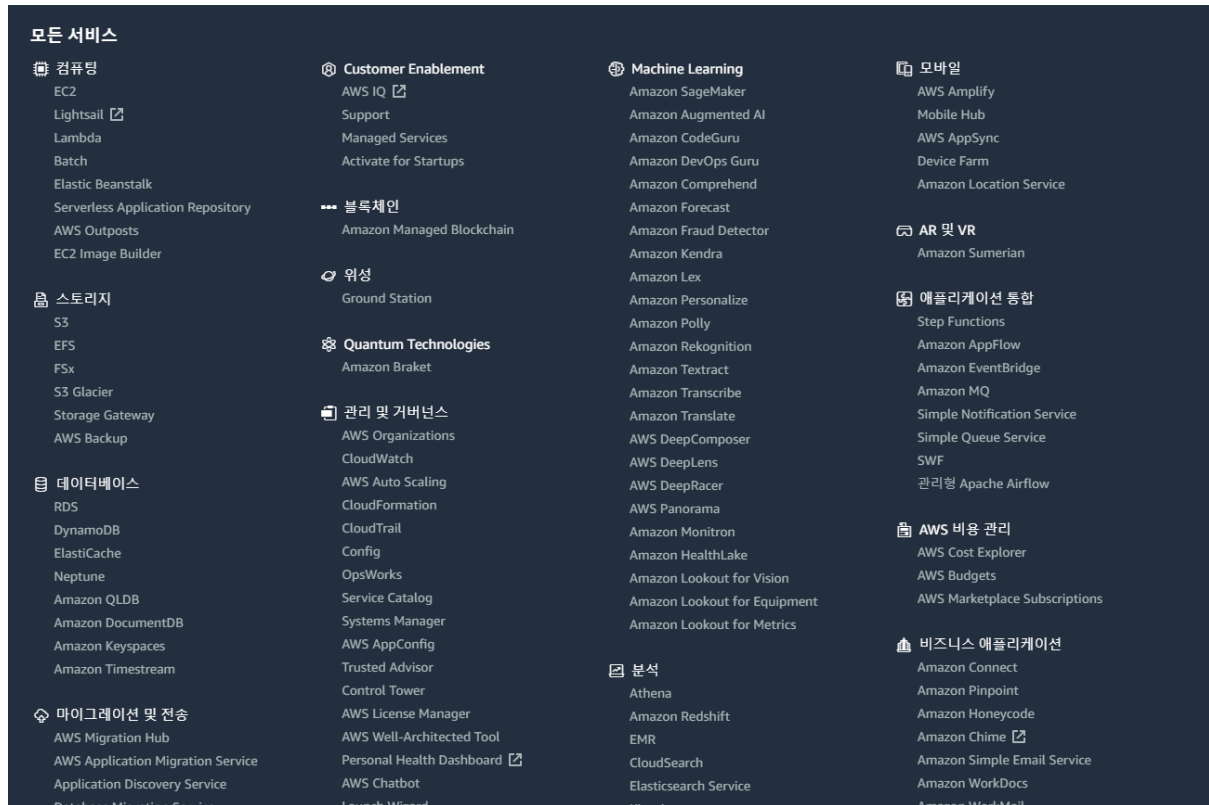 모든 서비스
컴퓨팅
EC2
Lightsail
Lambda
Batch
Elastic Beanstalk
Serverless Application Repository
AWS Outposts
EC2 Image Builder
스토리지
S3
EFS
FSx
S3 Glacier
Storage Gateway
AWS Backup
데이터베이스
RDS
DynamoDB
ElastiCache
Neptune
Amazon QLDB
Amazon DocumentDB
Amazon Keyspaces
Amazon Timestream
마이그레이션 및 전송
AWS Migration Hub
AWS Application Migration Service
Application Discovery Service
Database Migration Service
Customer Enablement
AWS IQ
Support
Managed Services
Activate for Startups
블록체인
Amazon Managed Blockchain
위성
Ground Station
Quantum Technologies
Amazon Braket
관리 및 거버넌스
AWS Organizations
CloudWatch
AWS Auto Scaling
CloudFormation
CloudTrail
Config
OpsWorks
Service Catalog
Systems Manager
AWS AppConfig
Trusted Advisor
Control Tower
AWS License Manager
AWS Well-Architected Tool
Personal Health Dashboard
AWS Chatbot
Launch Wizard
Machine Learning
Amazon SageMaker
Amazon Augmented AI
Amazon CodeGuru
Amazon DevOps Guru
Amazon Comprehend
Amazon Forecast
Amazon Fraud Detector
Amazon Kendra
Amazon Lex
Amazon Personalize
Amazon Polly
Amazon Rekognition
Amazon Textract
Amazon Transcribe
Amazon Translate
AWS DeepComposer
AWS DeepLens
AWS DeepRacer
AWS Panorama
Amazon Monitron
Amazon HealthLake
Amazon Lookout for Vision
Amazon Lookout for Equipment
Amazon Lookout for Metrics
분석
Athena
Amazon Redshift
EMR
CloudSearch
Elasticsearch Service
모바일
AWS Amplify
Mobile Hub
AWS AppSync
Device Farm
Amazon Location Service
AR 및 VR
Amazon Sumerian
애플리케이션 통합
Step Functions
Amazon AppFlow
Amazon EventBridge
Amazon MQ
Simple Notification Service
Simple Queue Service
SWF
관리형 Apache Airflow
AWS 비용 관리
AWS Cost Explorer
AWS Budgets
AWS Marketplace Subscriptions
비즈니스 애플리케이션
Amazon Connect
Amazon Pinpoint
Amazon Honeycode
Amazon Chime
Amazon Simple Email Service
Amazon WorkDocs
Amazon WorkMail